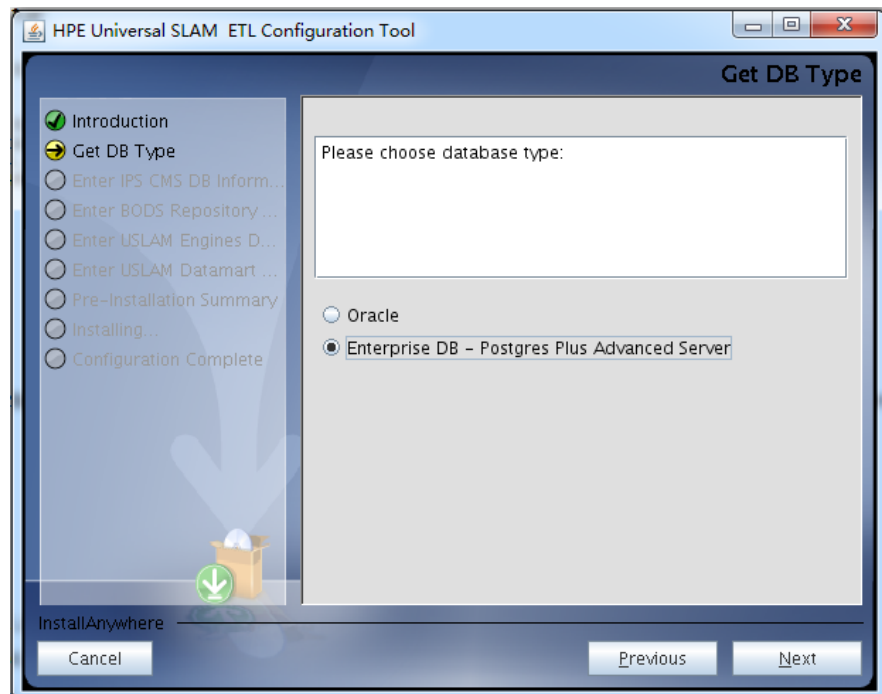 HPE Universal SLAM ETL Configuration Tool
Get DB Type
Introduction
Get DB Type
Enter IPS CMS DB Inform...
Enter BODS Repository ...
Enter USLAM Engines D...
Enter USLAM Datamart ...
Pre-Installation Summary
Installing...
Configuration Complete
Please choose database type:
Oracle
Enterprise DB – Postgres Plus Advanced Server
InstallAnywhere
Cancel
Previous
Next